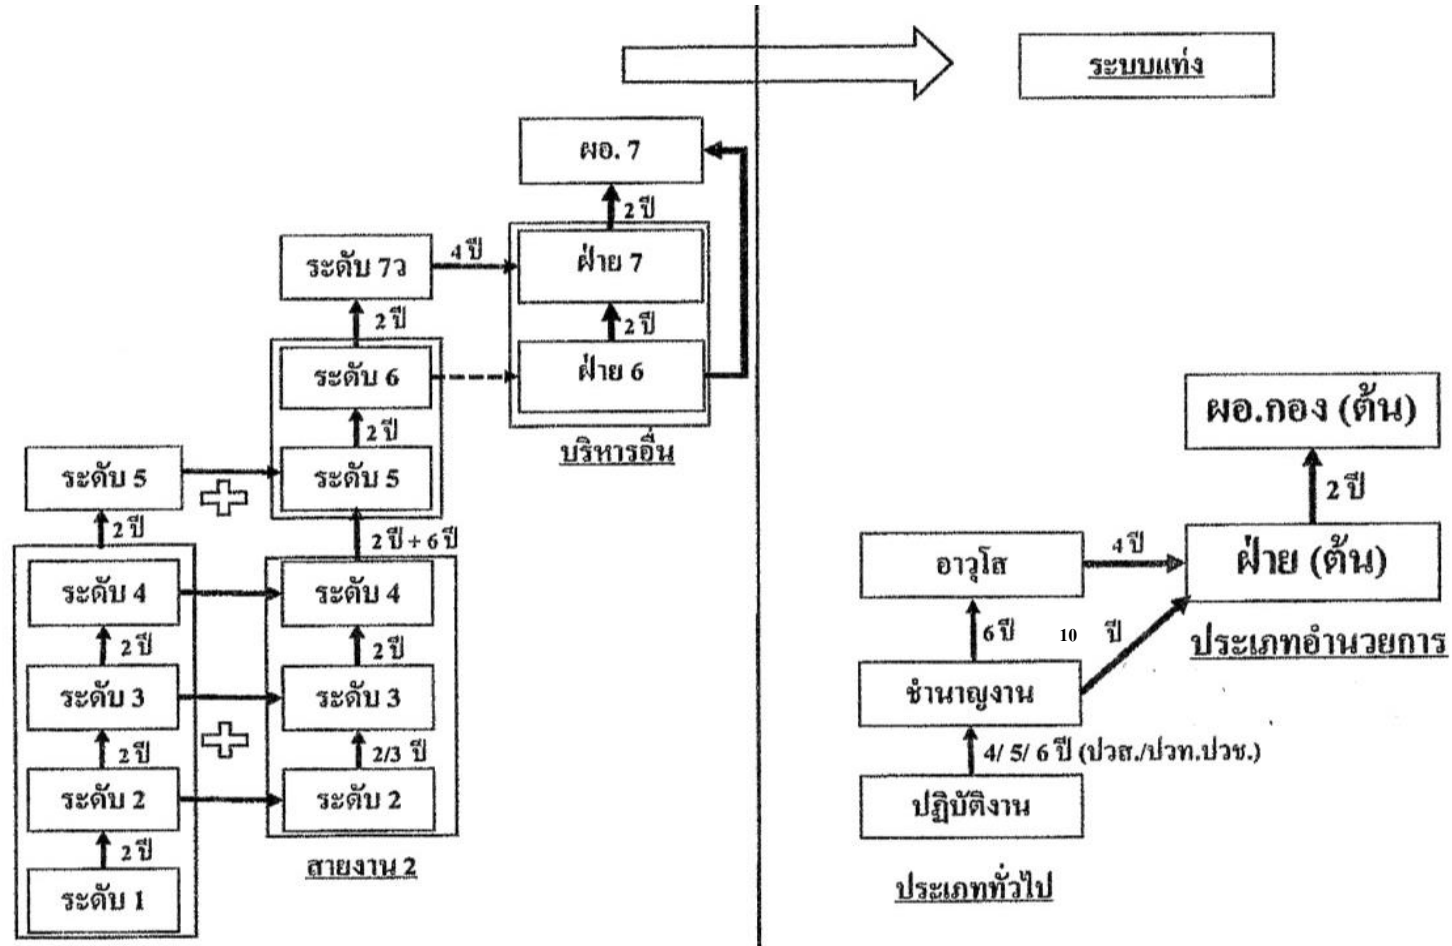 ระบบแท่ง
ผอ. 7
2 ปี
ระดับ 7ว
4 ปี
ฝ่าย 7
2 ปี
2 ปี
ระดับ 6
ฝ่าย 6
2 ปี
บริหารอื่น
ระดับ 5
ระดับ 5
2 ปี
2 ปี + 6 ปี
ระดับ 4
ระดับ 4
2 ปี
2 ปี
ระดับ 3
ระดับ 3
2 ปี
2/3 ปี
ระดับ 2
ระดับ 2
2 ปี
สายงาน 2
ระดับ 1
ผอ.กอง (ต้น)
2 ปี
อาวุโส
4 ปี
ฝ่าย (ต้น)
6 ปี
10 ปี
ประเภทอำนวยการ
ชำนาญงาน
4/ 5/ 6 ปี (ปวส./ปวท.ปวช.)
ปฏิบัติงาน
ประเภททั่วไป